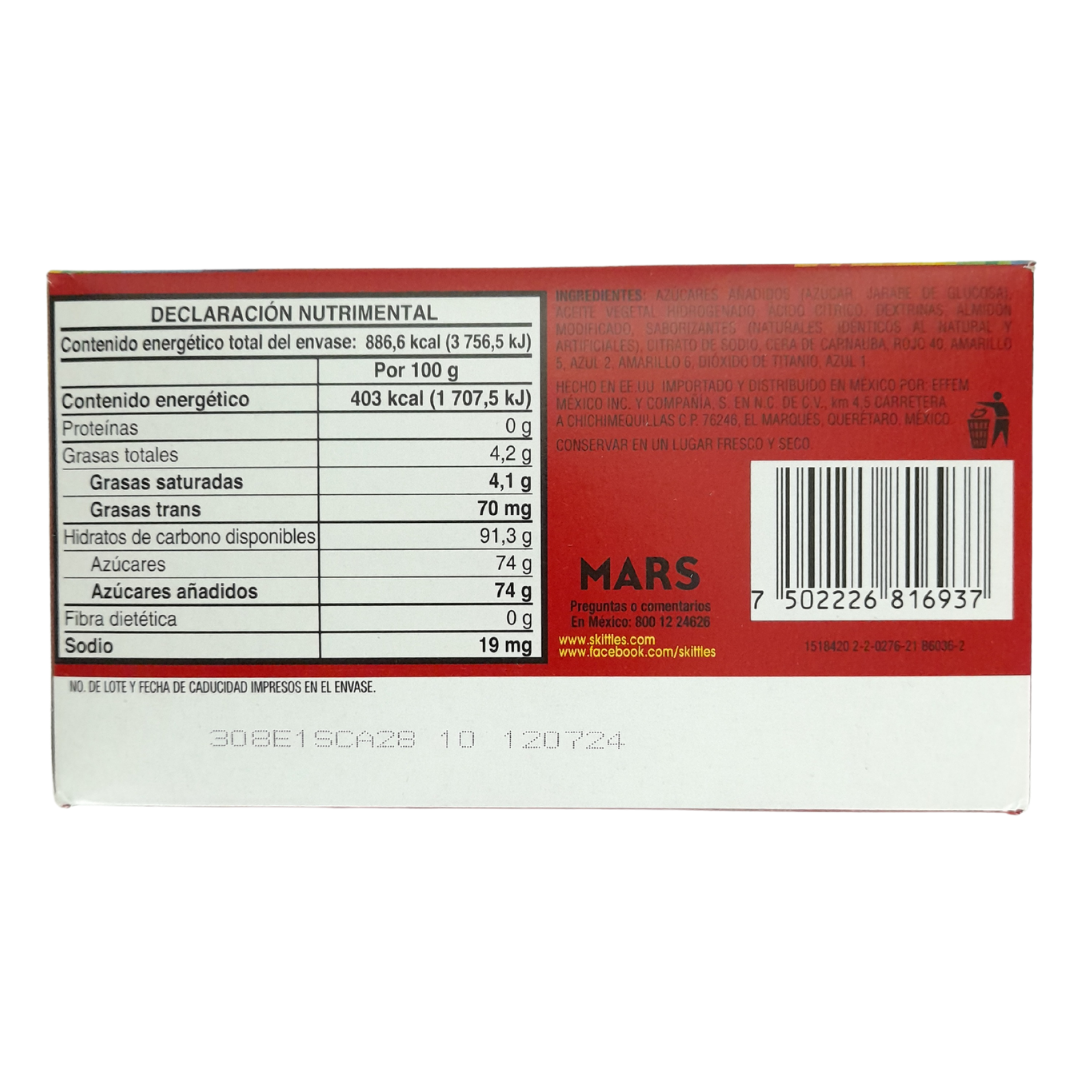 DECLARACIÓN NUTRIMENTAL
Contenido energético total del envase: 886,6 kcal (3 756,5 kJ)
Por 100 g
Contenido energético 403 kcal (1 707,5 kJ)
Proteínas 0 g
Grasas totales 4,2 g
Grasas saturadas 4,1 g
Grasas trans 70 mg
Hidratos de carbono disponibles 91,3 g
Azúcares 74 g
Azúcares añadidos 74 g
Fibra dietética 0 g
Sodio 19 mg
NO. DE LOTE Y FECHA DE CADUCIDAD IMPRESOS EN EL ENVASE.
308E1SCA28 10 120724
INGREDIENTES: AZÚCARES AÑADIDOS (AZÚCAR, JARABE DE GLUCOSA),
ACEITE VEGETAL HIDROGENADO, ÁCIDO CÍTRICO, DEXTRINAS, ALMIDÓN
MODIFICADO, SABORIZANTES (NATURALES, IDÉNTICOS AL NATURAL Y
ARTIFICIALES), CITRATO DE SODIO, CERA DE CARNAUBA, ROJO 40, AMARILLO
5, AZUL 2, AMARILLO 6, DIÓXIDO DE TITANIO, AZUL 1.
HECHO EN EE.UU. IMPORTADO Y DISTRIBUIDO EN MÉXICO POR: EFFEM
MÉXICO INC. Y COMPAÑÍA, S. EN N.C. DE C.V., km 4.5 CARRETERA
A CHICHIMEQUILLAS C.P. 76246, EL MARQUÉS, QUERÉTARO, MÉXICO.
CONSERVAR EN UN LUGAR FRESCO Y SECO.
MARS
Preguntas o comentarios
En México: 800 12 24626
www.skittles.com
www.facebook.com/skittles
7 502226 816937
1518420 2-2-0276-21 B6036-2